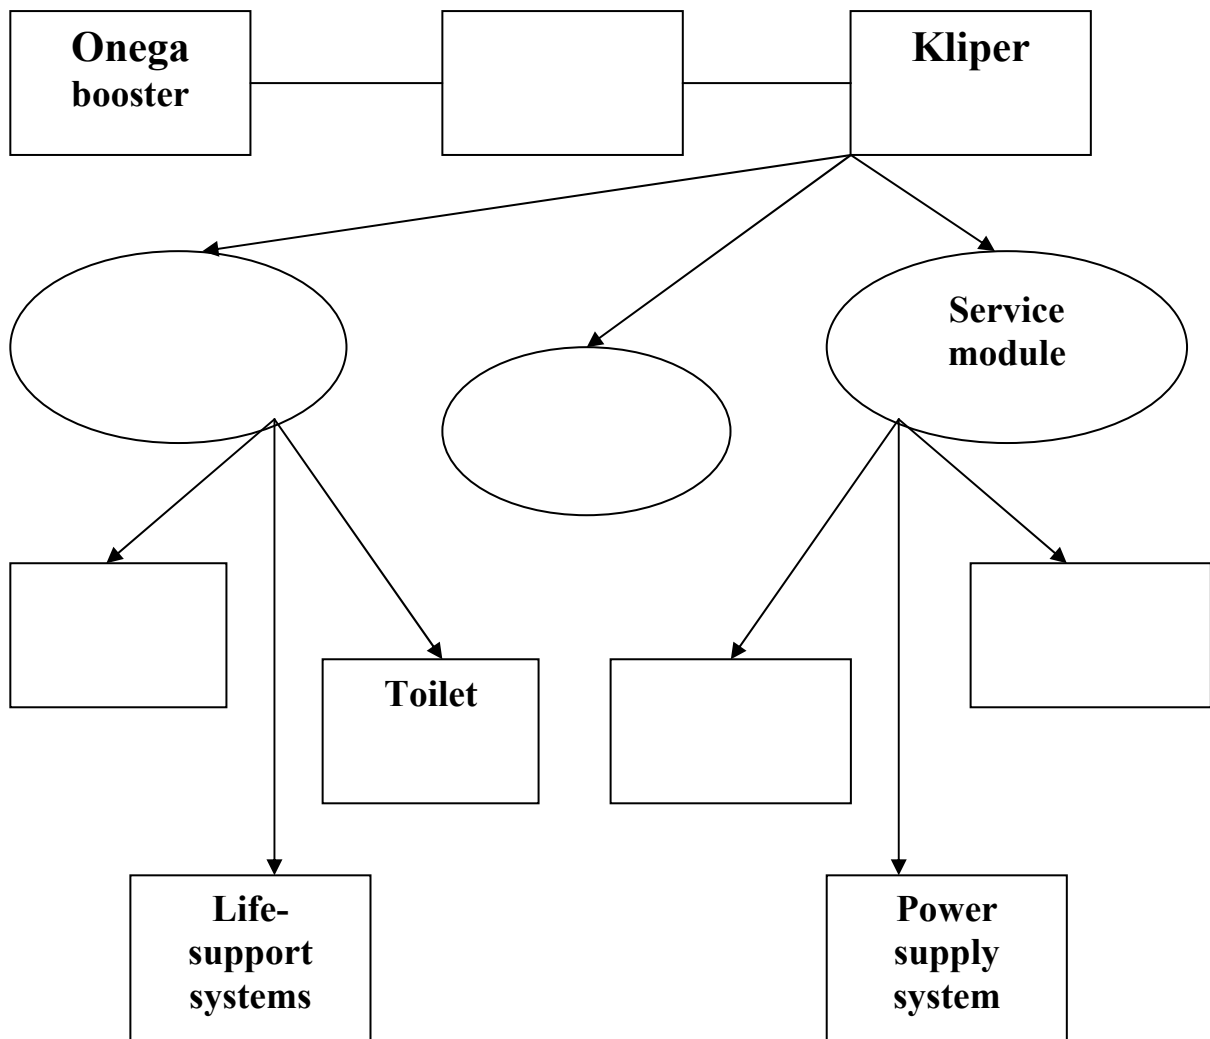 Onega
booster
Kliper
Service
module
Toilet
Life-
support
systems
Power
supply
system